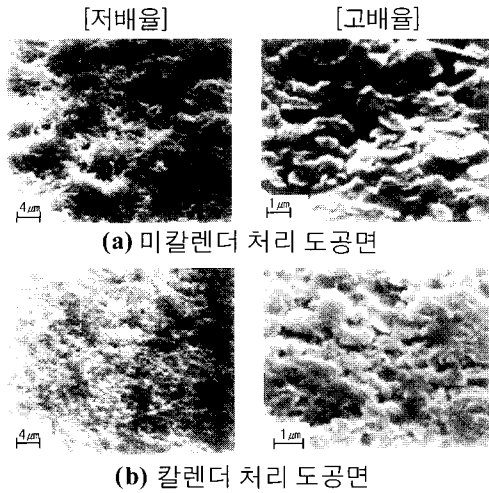 [저배율] [고배율]
4㎛ 1㎛
(a) 미칼렌더 처리 도공면
4㎛ 1㎛
(b) 칼렌더 처리 도공면